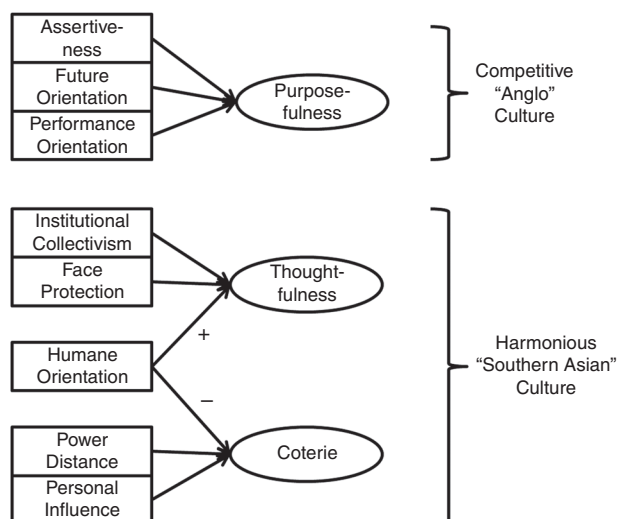 Assertive-
ness
Future
Orientation
Performance
Orientation
Purpose-
fulness
Competitive
“Anglo”
Culture
Institutional
Collectivism
Face
Protection
Thought-
fulness
+
Humane
Orientation
–
Power
Distance
Personal
Influence
Coterie
Harmonious
“Southern Asian”
Culture